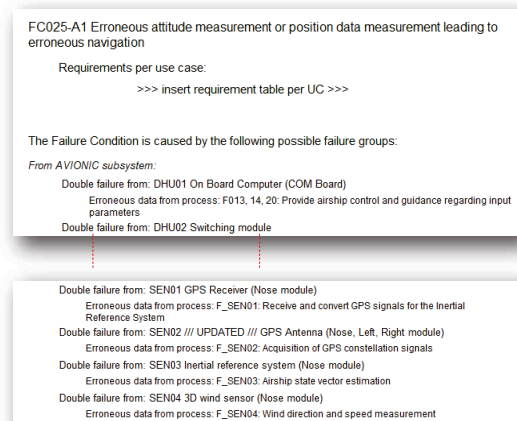 FC025-A1 Erroneous attitude measurement or position data measurement leading to
erroneous navigation
Requirements per use case:
>>> insert requirement table per UC >>>
The Failure Condition is caused by the following possible failure groups:
From AVIONIC subsystem:
Double failure from: DHU01 On Board Computer (COM Board)
Erroneous data from process: F013, 14, 20: Provide airship control and guidance regarding input
parameters
Double failure from: DHU02 Switching module
Double failure from: SEN01 GPS Receiver (Nose module)
Erroneous data from process: F_SEN01: Receive and convert GPS signals for the Inertial
Reference System
Double failure from: SEN02 /// UPDATED /// GPS Antenna (Nose, Left, Right module)
Erroneous data from process: F_SEN02: Acquisition of GPS constellation signals
Double failure from: SEN03 Inertial reference system (Nose module)
Erroneous data from process: F_SEN03: Airship state vector estimation
Double failure from: SEN04 3D wind sensor (Nose module)
Erroneous data from process: F_SEN04: Wind direction and speed measurement